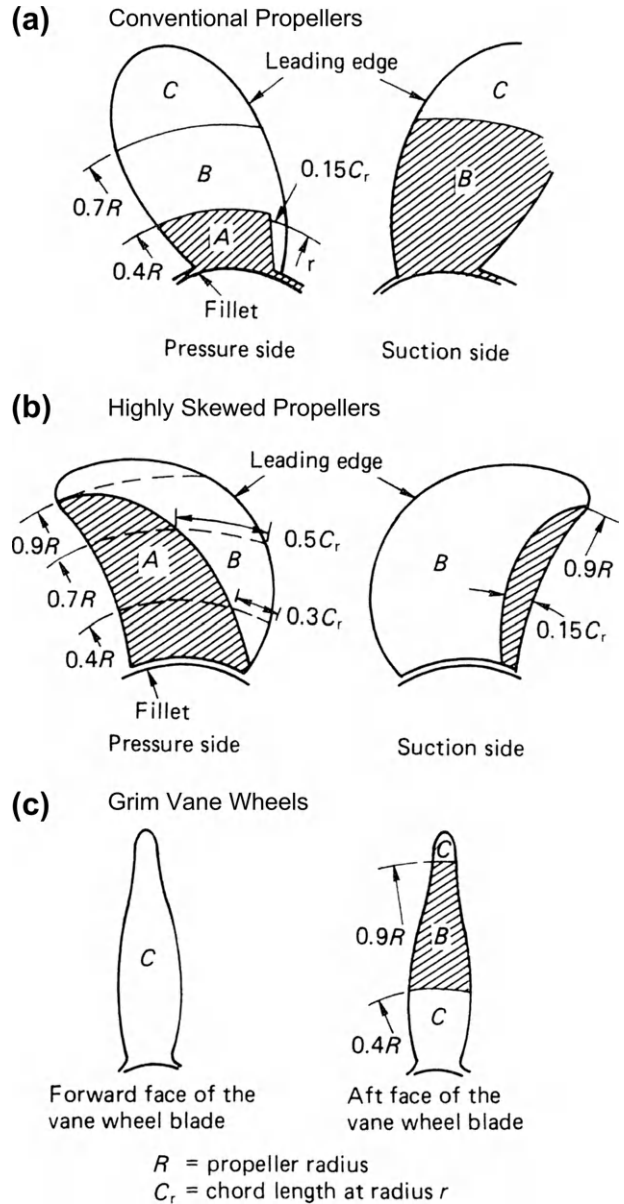 (a) Conventional Propellers
Leading edge
C
C
B
0.15Cr
B
0.7R
A
0.4R
r
Fillet
Pressure side
Suction side
(b) Highly Skewed Propellers
Leading edge
0.9R
A
B
0.5Cr
B
0.9R
0.7R
0.3Cr
0.15Cr
0.4R
Fillet
Pressure side
Suction side
(c) Grim Vane Wheels
C
0.9R
B
C
C
0.4R
Forward face of the
vane wheel blade
Aft face of the
vane wheel blade
R = propeller radius
Cr = chord length at radius r